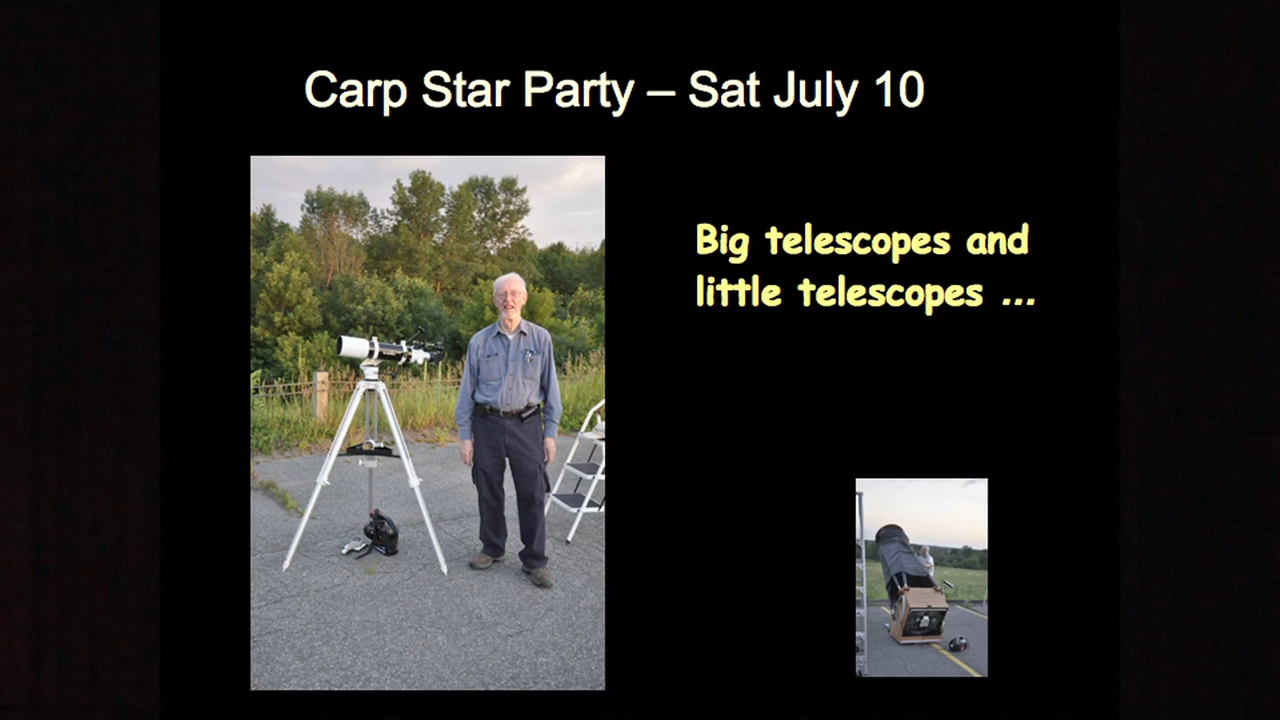 Carp Star Party – Sat July 10
Big telescopes and
little telescopes ...